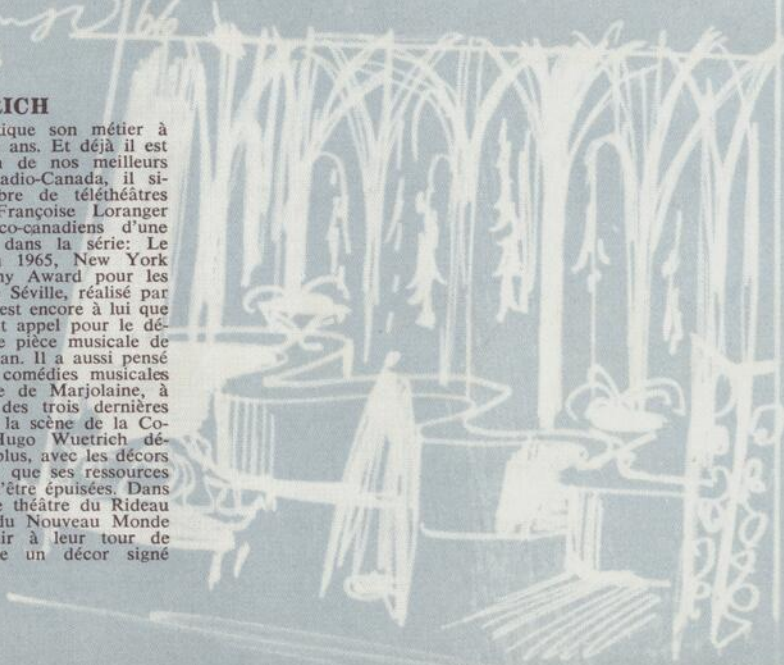 66
RICH
ique son métier à
ans. Et déjà il est
de nos meilleurs
adio-Canada, il si-
bre de téléthéâtres
Françoise Loranger
co-canadiens d'une
dans la série: Le
1965, New York
ny Award pour les
Séville, réalisé par
est encore à lui que
t appel pour le dé-
e pièce musicale de
an. Il a aussi pensé
comédies musicales
e de Marjolaine, à
des trois dernières
la scène de la Co-
Hugo Wuetrich dé-
plus, avec les décors
que ses ressources
'être épuisées. Dans
e théâtre du Rideau
du Nouveau Monde
ir à leur tour de
e un décor signé